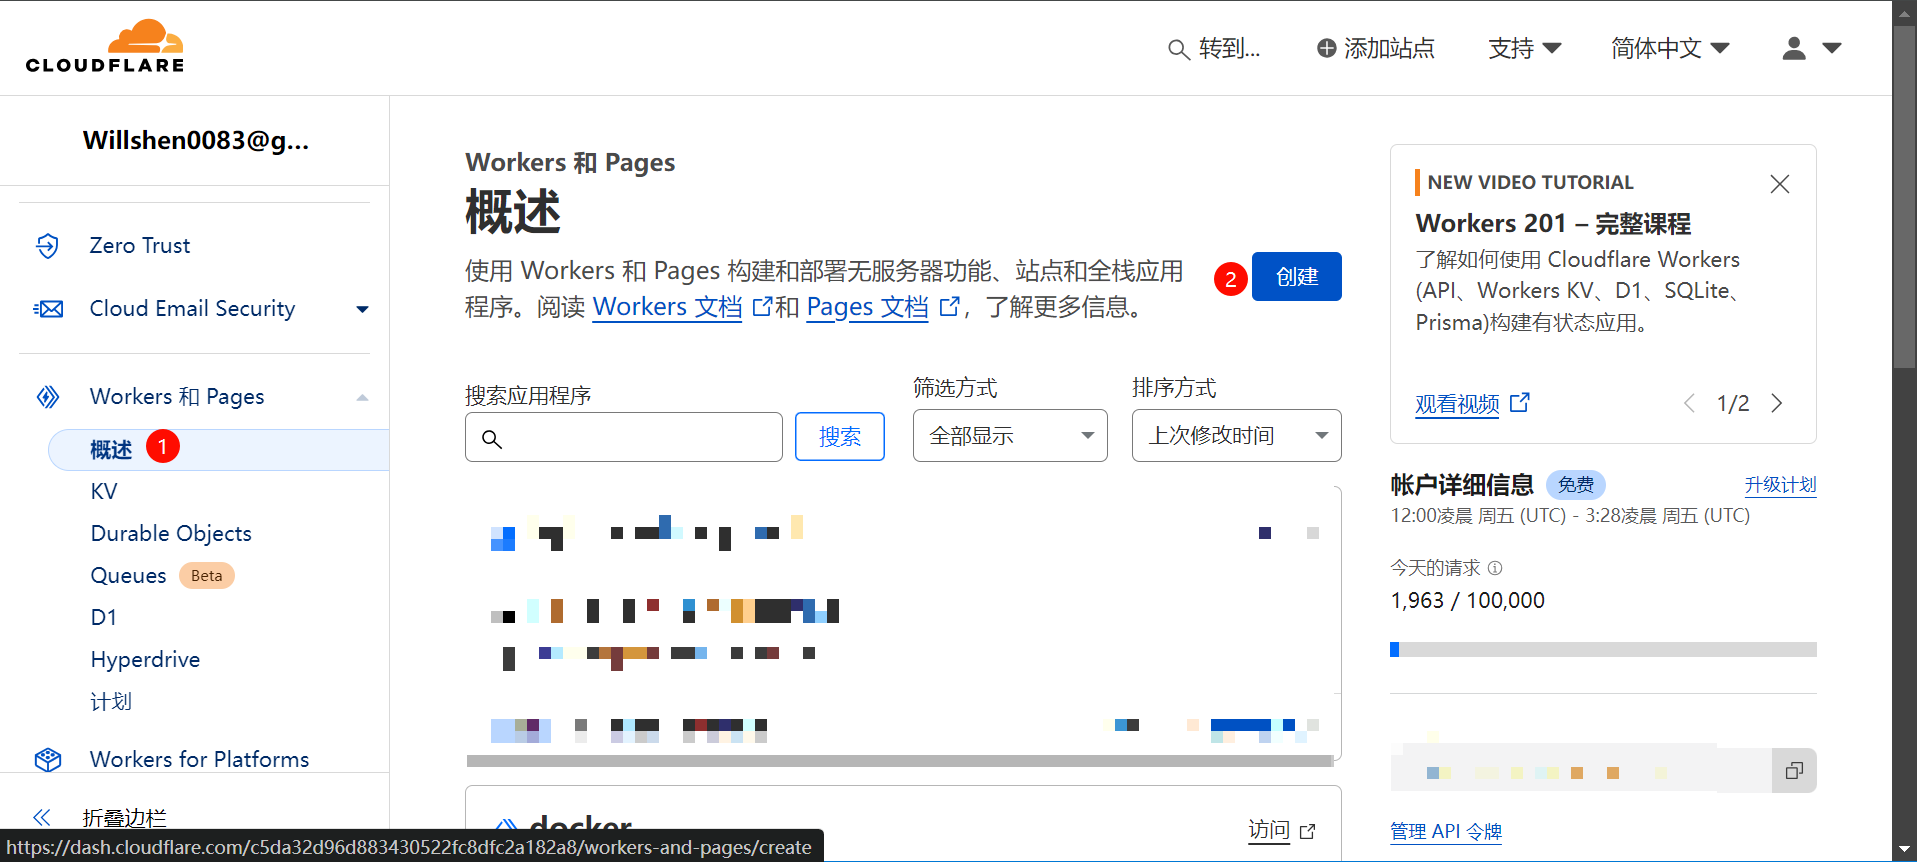 CLOUDFLARE
转到...
添加站点
支持
简体中文
Willshen0083@g...
Zero Trust
Cloud Email Security
Workers 和 Pages
概述 1
KV
Durable Objects
Queues Beta
D1
Hyperdrive
计划
Workers for Platforms
折叠边栏
https://dash.cloudflare.com/c5da32d96d883430522fc8dfc2a182a8/workers-and-pages/create
Workers 和 Pages
概述
使用 Workers 和 Pages 构建和部署无服务器功能、站点和全栈应用
程序。阅读 Workers 文档 和 Pages 文档 ，了解更多信息。
2 创建
搜索应用程序
搜索
筛选方式
全部显示
排序方式
上次修改时间
docker
访问
NEW VIDEO TUTORIAL
Workers 201 – 完整课程
了解如何使用 Cloudflare Workers
(API、Workers KV、D1、SQLite、
Prisma)构建有状态应用。
观看视频
1/2
帐户详细信息 免费 升级计划
12:00凌晨 周五 (UTC) - 3:28凌晨 周五 (UTC)
今天的请求
1,963 / 100,000
管理 API 令牌